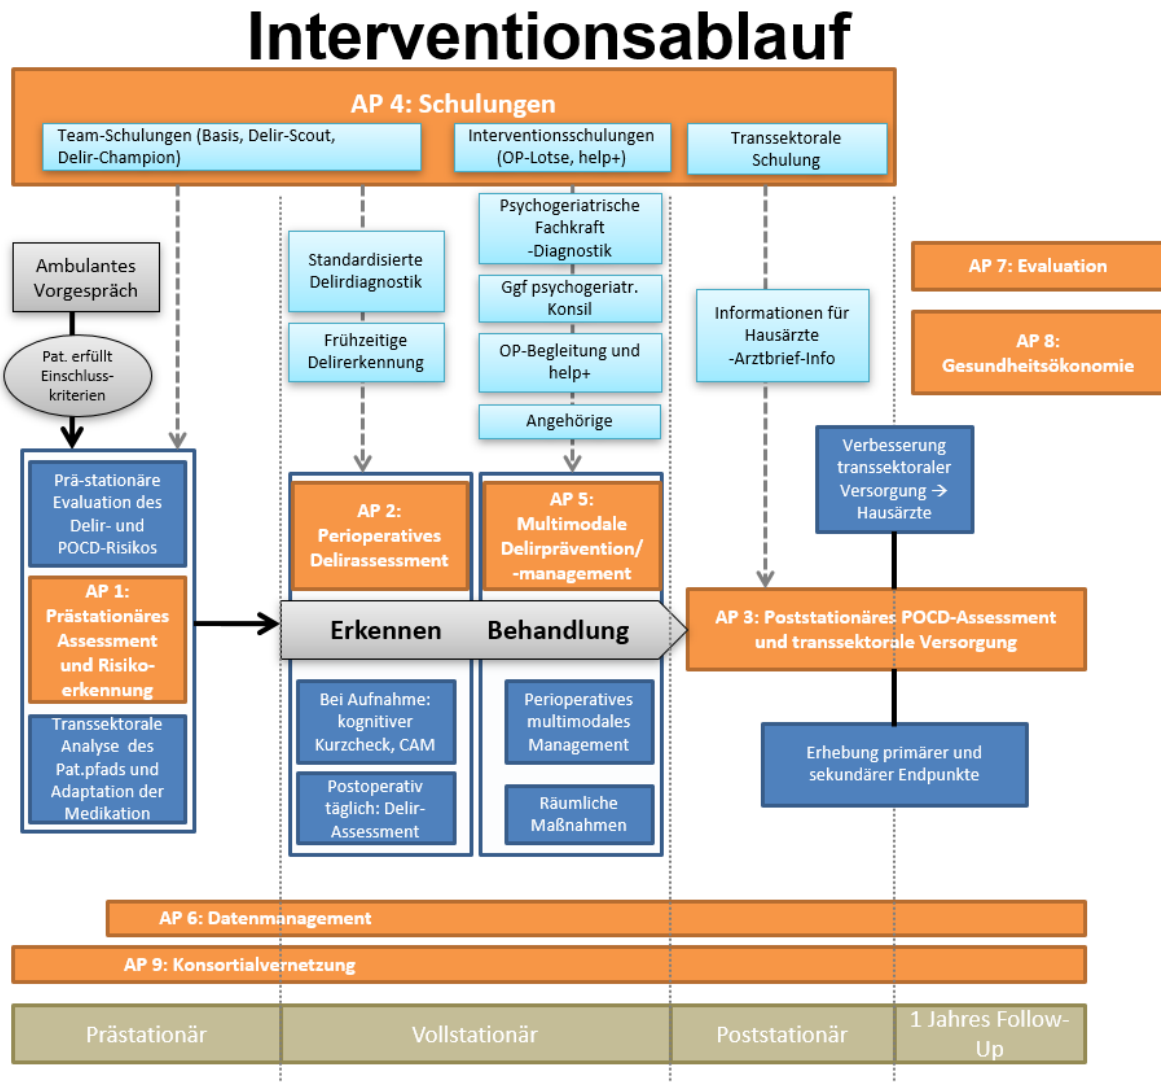 Interventionsablauf
AP 4: Schulungen
Team-Schulungen (Basis, Delir-Scout,
Delir-Champion)
Interventionsschulungen
(OP-Lotse, help+)
Transsektorale
Schulung
Ambulantes
Vorgespräch
Pat. erfüllt
Einschluss-
kriterien
Standardisierte
Delirdiagnostik
Frühzeitige
Delirerkennung
Psychogeriatrische
Fachkraft
-Diagnostik
Ggf psychogeriatr.
Konsil
OP-Begleitung und
help+
Angehörige
Informationen für
Hausärzte
-Arztbrief-Info
AP 7: Evaluation
AP 8:
Gesundheitsökonomie
Prä-stationäre
Evaluation des
Delir- und
POCD-Risikos
AP 1:
Prästationäres
Assessment
und Risiko-
erkennung
Transsektorale
Analyse des
Pat.pfads und
Adaptation der
Medikation
AP 2:
Perioperatives
Delirassessment
AP 5:
Multimodale
Delirprävention/
-management
Erkennen
Behandlung
Bei Aufnahme:
kognitiver
Kurzcheck, CAM
Postoperativ
täglich: Delir-
Assessment
Perioperatives
multimodales
Management
Räumliche
Maßnahmen
Verbesserung
transsektoraler
Versorgung →
Hausärzte
AP 3: Poststationäres POCD-Assessment
und transsektorale Versorgung
Erhebung primärer und
sekundärer Endpunkte
AP 6: Datenmanagement
AP 9: Konsortialvernetzung
Prästationär
Vollstationär
Poststationär
1 Jahres Follow-
Up